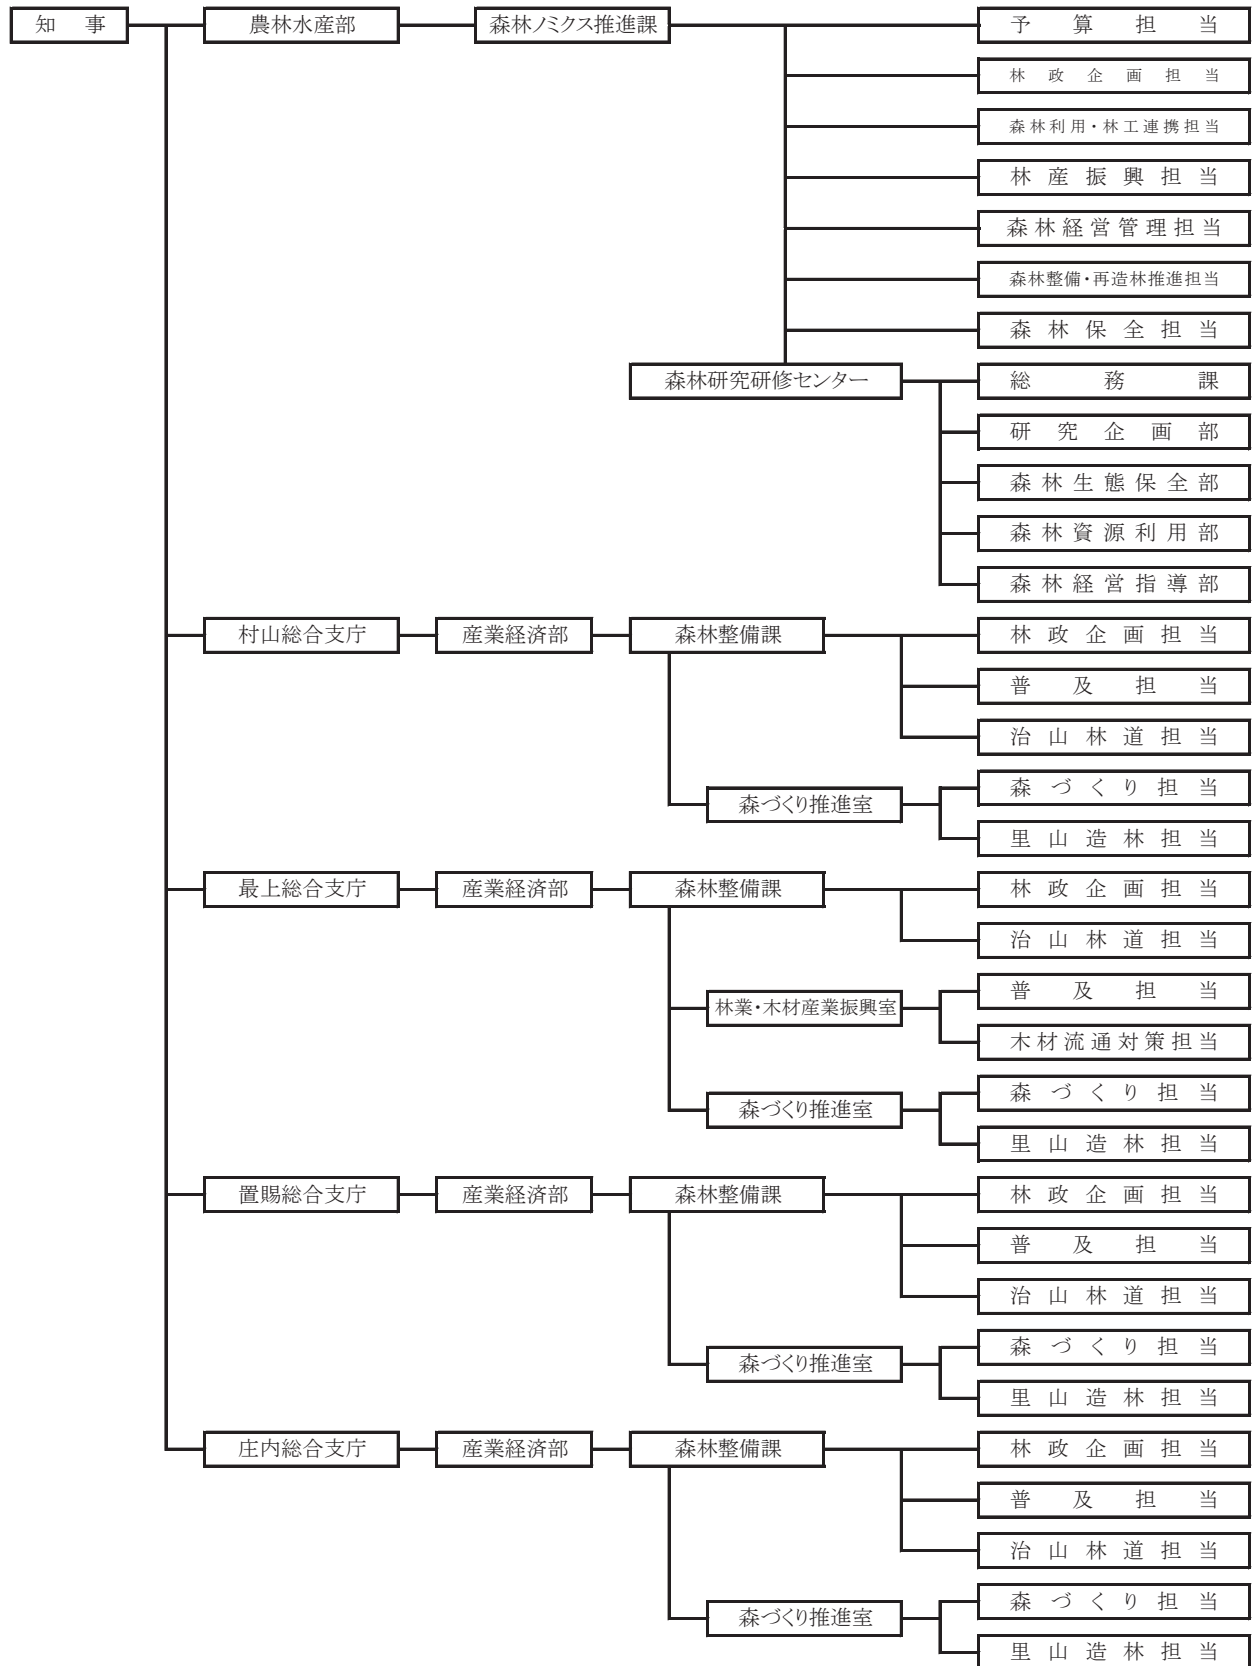 知事 農林水産部 森林ノミクス推進課 予算担当
林政企画担当
森林利用・林工連携担当
林産振興担当
森林経営管理担当
森林整備・再造林推進担当
森林保全担当
森林研究研修センター 総務課
研究企画部
森林生態保全部
森林資源利用部
森林経営指導部
村山総合支庁 産業経済部 森林整備課 林政企画担当
普及担当
治山林道担当
森づくり推進室 森づくり担当
里山造林担当
最上総合支庁 産業経済部 森林整備課 林政企画担当
治山林道担当
林業・木材産業振興室 普及担当
木材流通対策担当
森づくり推進室 森づくり担当
里山造林担当
置賜総合支庁 産業経済部 森林整備課 林政企画担当
普及担当
治山林道担当
森づくり推進室 森づくり担当
里山造林担当
庄内総合支庁 産業経済部 森林整備課 林政企画担当
普及担当
治山林道担当
森づくり推進室 森づくり担当
里山造林担当